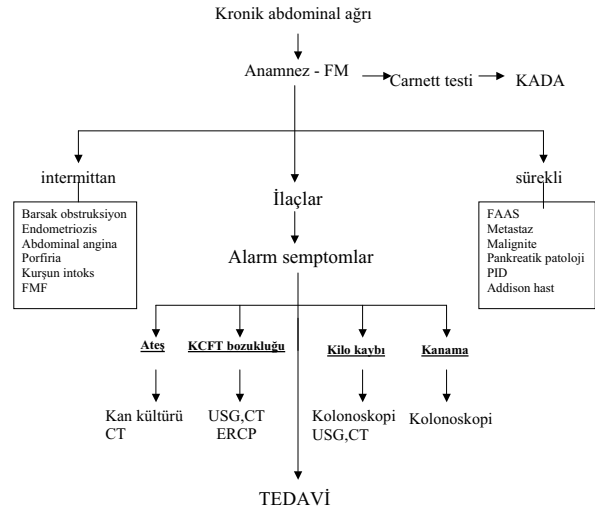 Kronik abdominal ağrı
Anamnez - FM
Carnett testi
KADA
intermittan
Barsak obstruksiyon
Endometriozis
Abdominal angina
Porfiria
Kurşun intoks
FMF
İlaçlar
sürekli
FAAS
Metastaz
Malignite
Pankreatik patoloji
PID
Addison hast
Alarm semptomlar
Ateş
KCFT bozukluğu
Kilo kaybı
Kanama
Kan kültürü
CT
USG,CT
ERCP
Kolonoskopi
USG,CT
Kolonoskopi
TEDAVİ